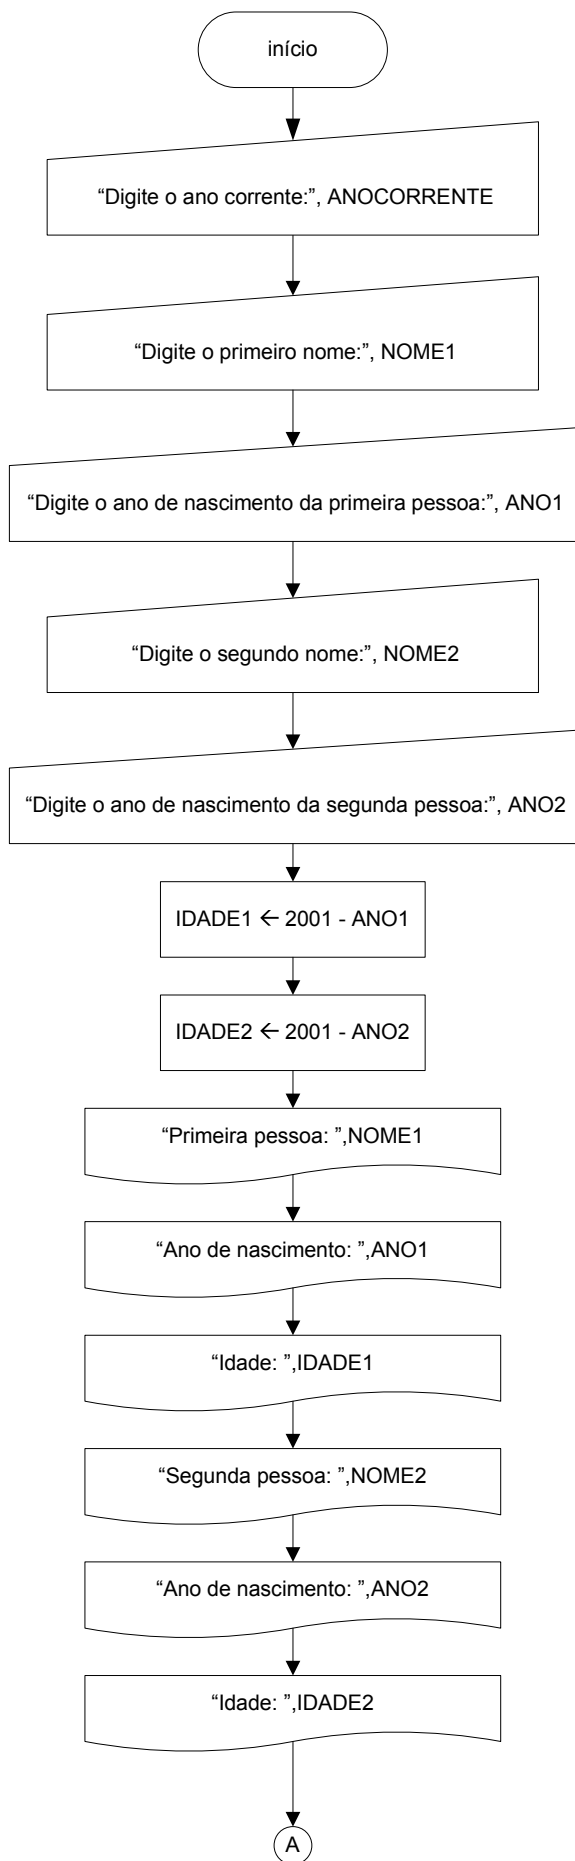 início
“Digite o ano corrente:”, ANOCORRENTE
“Digite o primeiro nome:”, NOME1
“Digite o ano de nascimento da primeira pessoa:”, ANO1
“Digite o segundo nome:”, NOME2
“Digite o ano de nascimento da segunda pessoa:”, ANO2
IDADE1 ← 2001 - ANO1
IDADE2 ← 2001 - ANO2
“Primeira pessoa: ”,NOME1
“Ano de nascimento: ”,ANO1
“Idade: ”,IDADE1
“Segunda pessoa: ”,NOME2
“Ano de nascimento: ”,ANO2
“Idade: ”,IDADE2
A